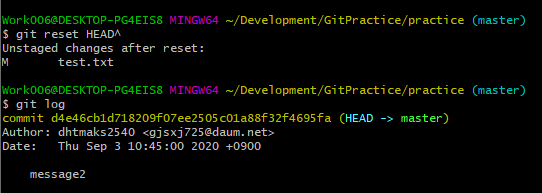 Work006@DESKTOP-PG4EIS8 MINGW64 ~/Development/GitPractice/practice (master)
$ git reset HEAD^
Unstaged changes after reset:
M       test.txt
Work006@DESKTOP-PG4EIS8 MINGW64 ~/Development/GitPractice/practice (master)
$ git log
commit d4e46cb1d718209f07ee2505c01a88f32f4695fa (HEAD -> master)
Author: dhtmaks2540 <gjsxj725@daum.net>
Date:   Thu Sep 3 10:45:00 2020 +0900
    message2